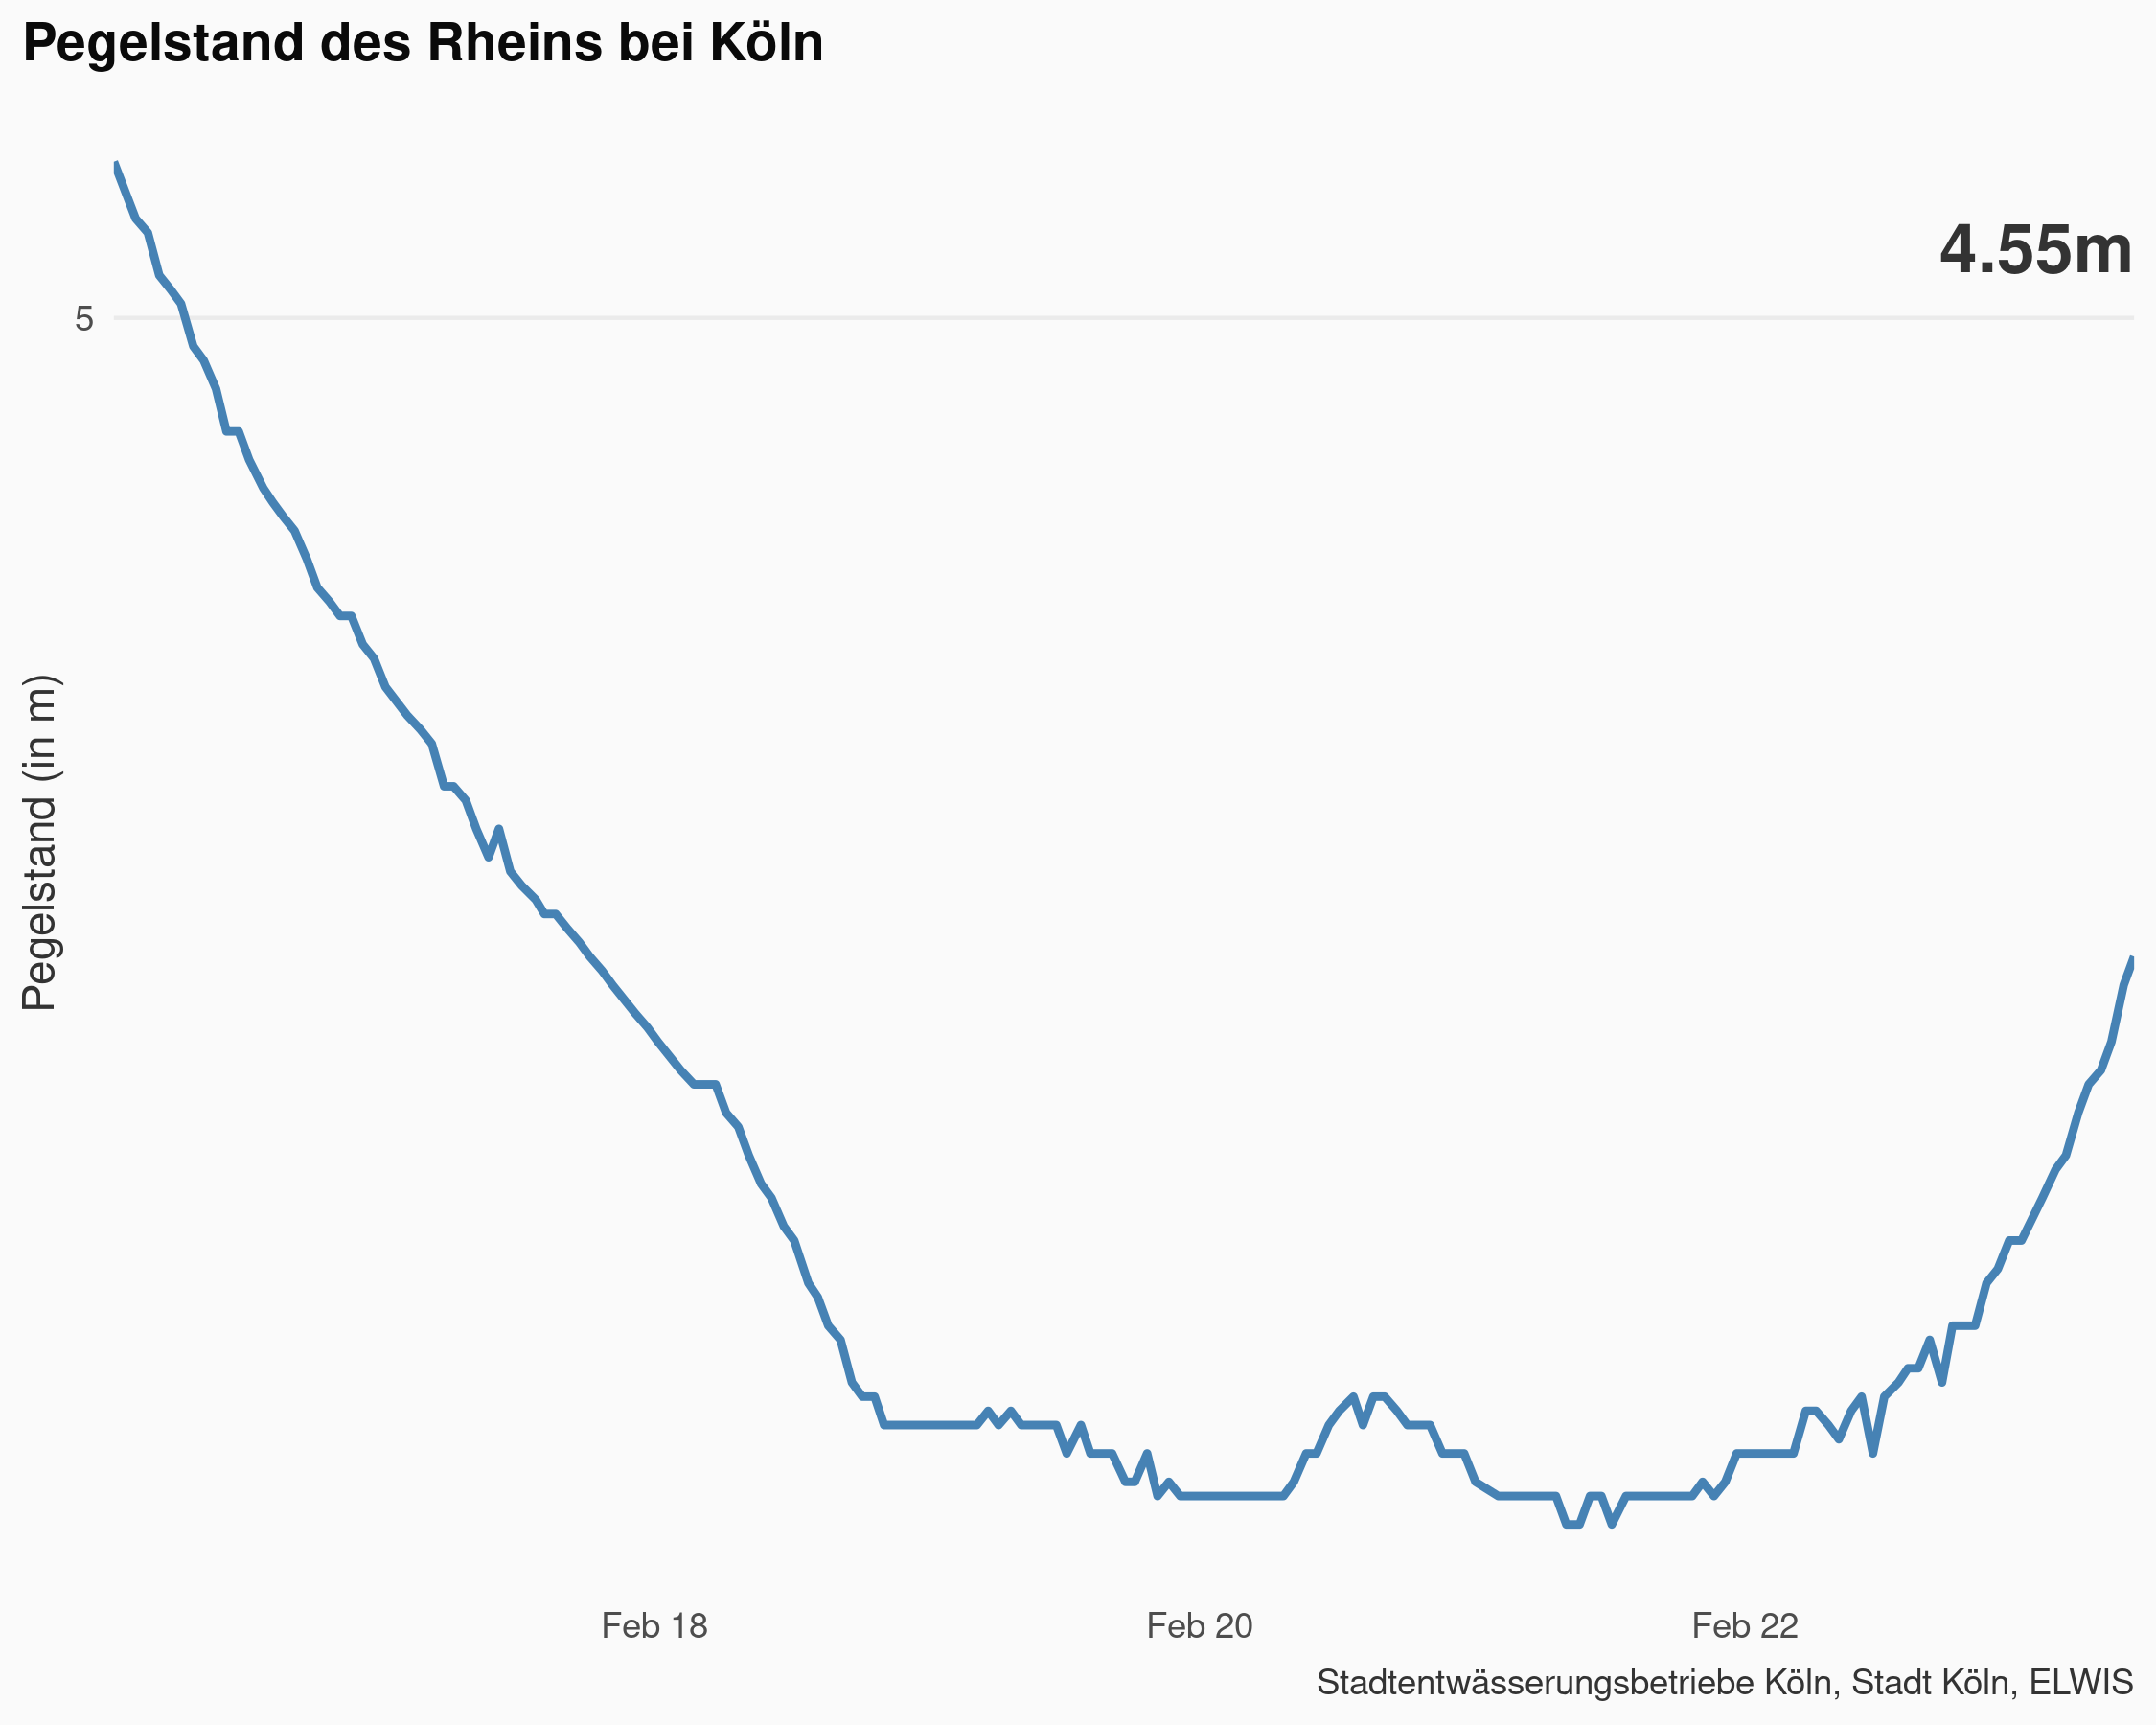 Pegelstand des Rheins bei Köln
4.55m
5
Pegelstand (in m)
Feb 18
Feb 20
Feb 22
Stadtentwässerungsbetriebe Köln, Stadt Köln, ELWIS